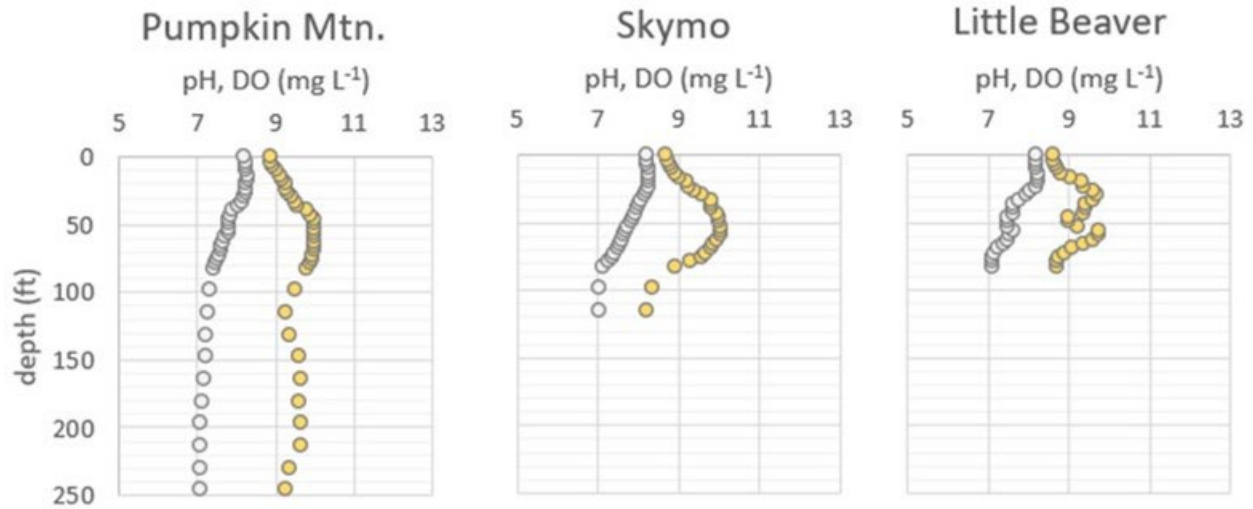 Pumpkin Mtn.
Skymo
Little Beaver
pH, DO (mg L⁻¹)
pH, DO (mg L⁻¹)
pH, DO (mg L⁻¹)
5 7 9 11 13
5 7 9 11 13
5 7 9 11 13
depth (ft)
0
50
100
150
200
250